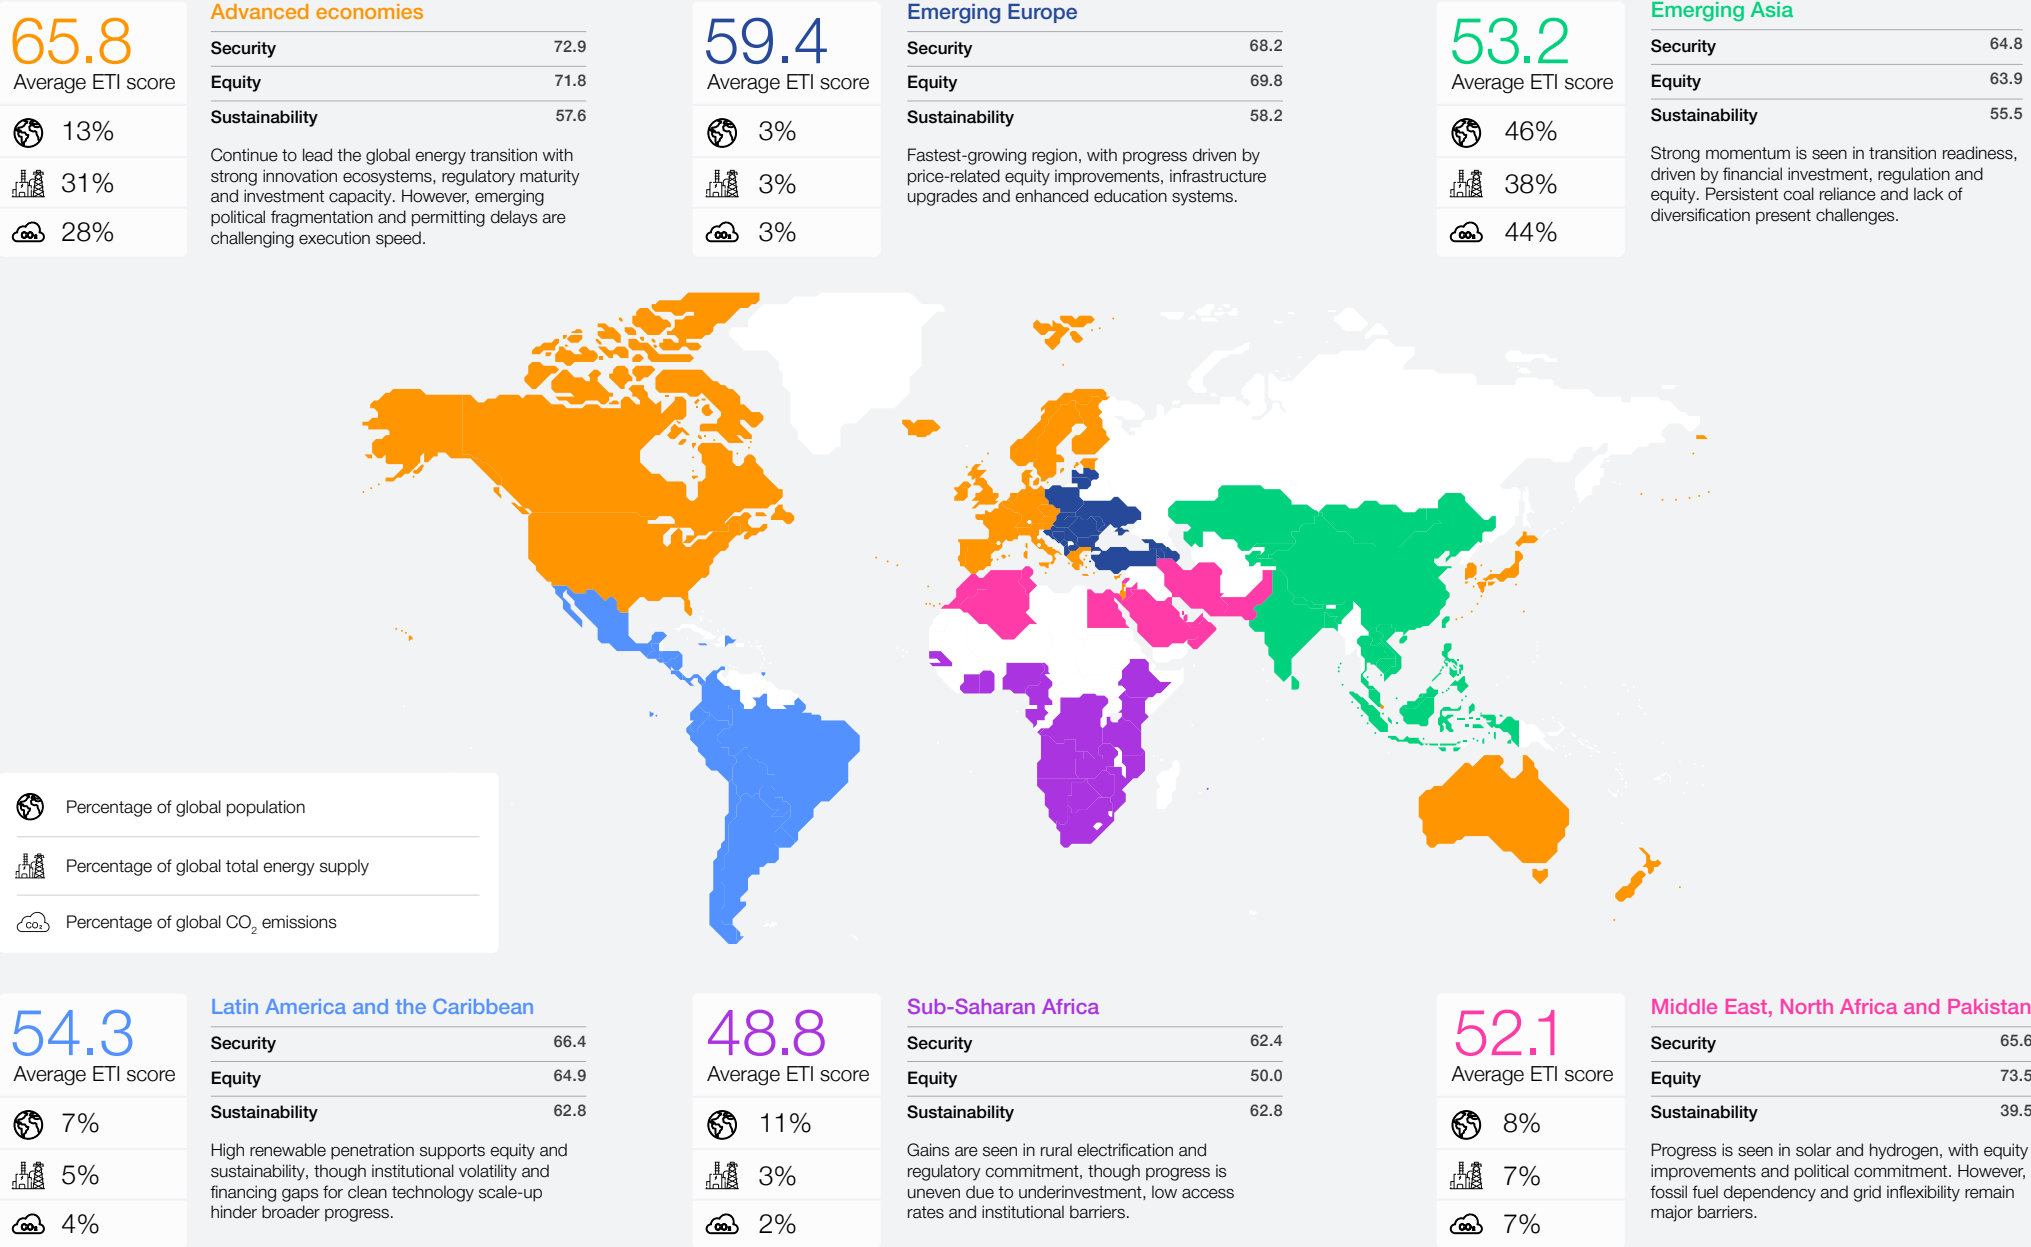 65.8
Average ETI score
13%
31%
28%
Advanced economies
Security 72.9
Equity 71.8
Sustainability 57.6
Continue to lead the global energy transition with
strong innovation ecosystems, regulatory maturity
and investment capacity. However, emerging
political fragmentation and permitting delays are
challenging execution speed.
59.4
Average ETI score
3%
3%
3%
Emerging Europe
Security 68.2
Equity 69.8
Sustainability 58.2
Fastest-growing region, with progress driven by
price-related equity improvements, infrastructure
upgrades and enhanced education systems.
53.2
Average ETI score
46%
38%
44%
Emerging Asia
Security 64.8
Equity 63.9
Sustainability 55.5
Strong momentum is seen in transition readiness,
driven by financial investment, regulation and
equity. Persistent coal reliance and lack of
diversification present challenges.
Percentage of global population
Percentage of global total energy supply
Percentage of global CO₂ emissions
54.3
Average ETI score
7%
5%
4%
Latin America and the Caribbean
Security 66.4
Equity 64.9
Sustainability 62.8
High renewable penetration supports equity and
sustainability, though institutional volatility and
financing gaps for clean technology scale-up
hinder broader progress.
48.8
Average ETI score
11%
3%
2%
Sub-Saharan Africa
Security 62.4
Equity 50.0
Sustainability 62.8
Gains are seen in rural electrification and
regulatory commitment, though progress is
uneven due to underinvestment, low access
rates and institutional barriers.
52.1
Average ETI score
8%
7%
7%
Middle East, North Africa and Pakistan
Security 65.6
Equity 73.5
Sustainability 39.5
Progress is seen in solar and hydrogen, with equity
improvements and political commitment. However,
fossil fuel dependency and grid inflexibility remain
major barriers.